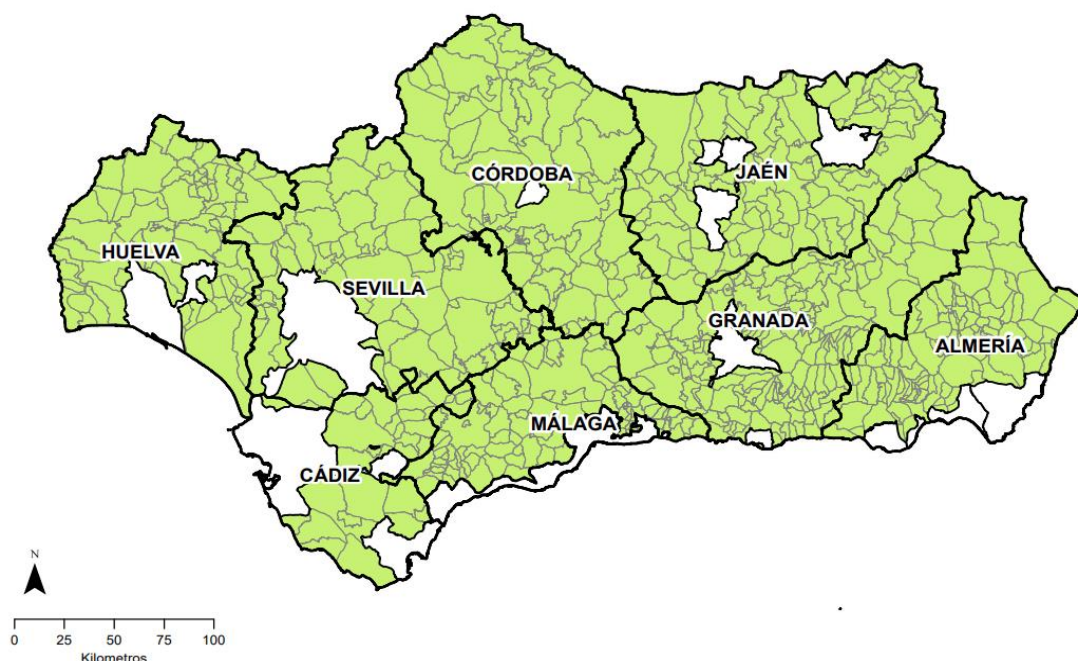 CÓRDOBA
JAÉN
HUELVA
SEVILLA
GRANADA
ALMERÍA
MÁLAGA
CÁDIZ
N
0 25 50 75 100
Kilometros